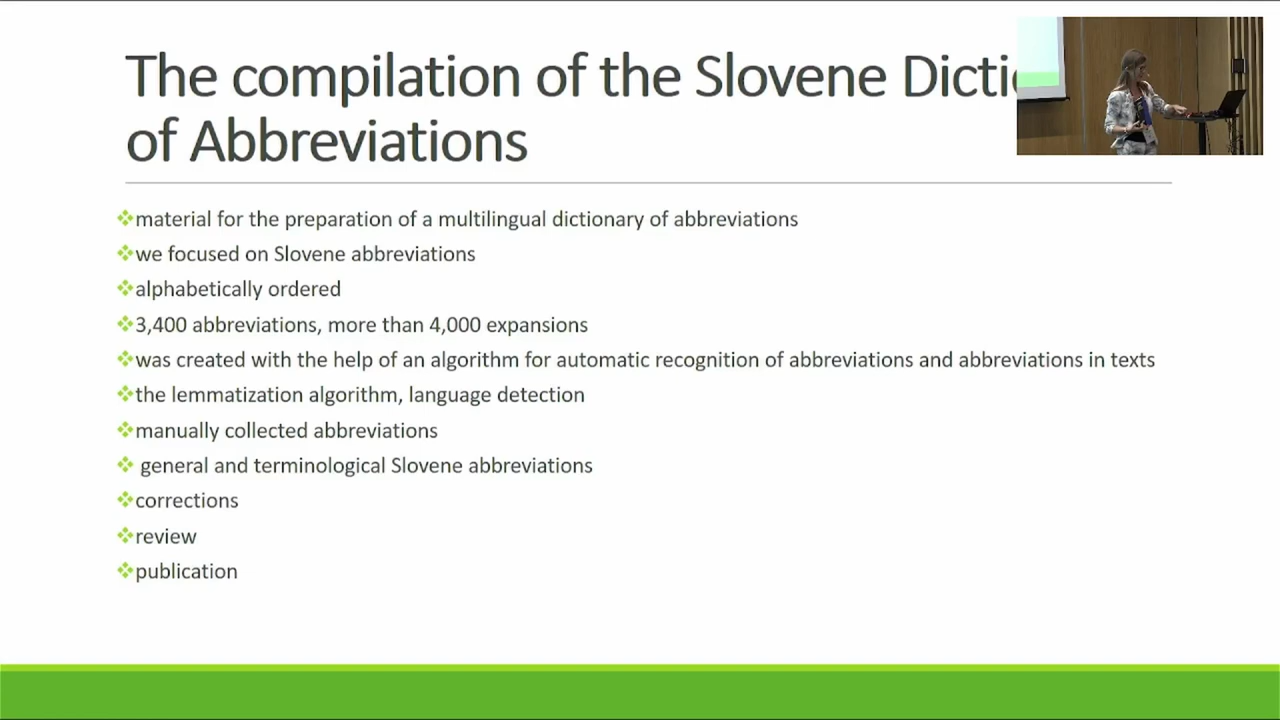 The compilation of the Slovene
of Abbreviations
material for the preparation of a multilingual dictionary of abbreviations
we focused on Slovene abbreviations
alphabetically ordered
3,400 abbreviations, more than 4,000 expansions
was created with the help of an algorithm for automatic recognition of abbreviations and abbreviations in texts
the lemmatization algorithm, language detection
manually collected abbreviations
general and terminological Slovene abbreviations
corrections
review
publication